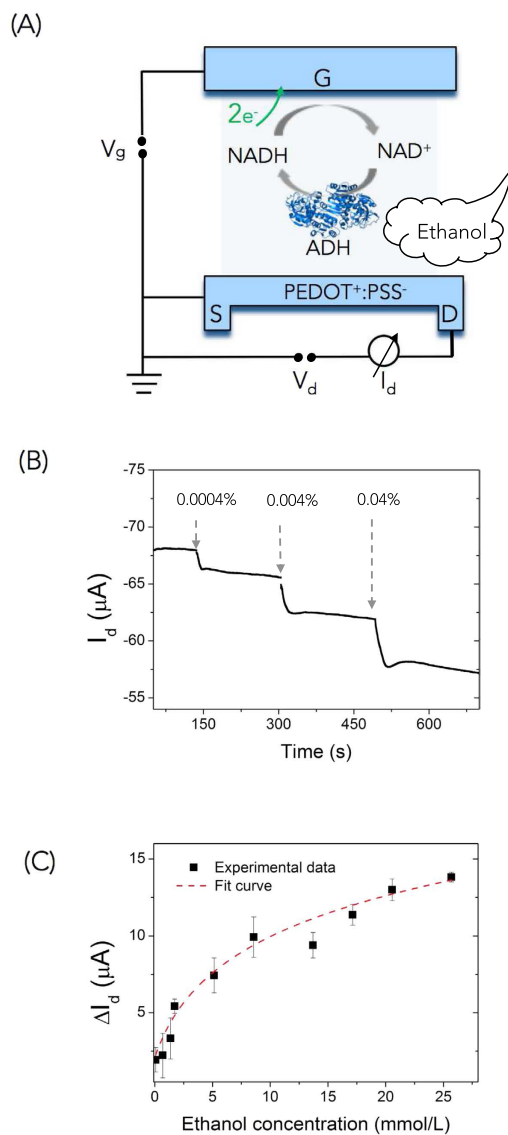 (A)
G
2e-
Vg
NADH
NAD+
Ethanol
ADH
PEDOT+:PSS-
S
D
Vd
Id
(B)
-75
0.0004%
0.004%
0.04%
-70
-65
-60
-55
Id (μA)
150
300
450
600
Time (s)
(C)
15
Experimental data
Fit curve
10
5
ΔId (μA)
0
5
10
15
20
25
Ethanol concentration (mmol/L)